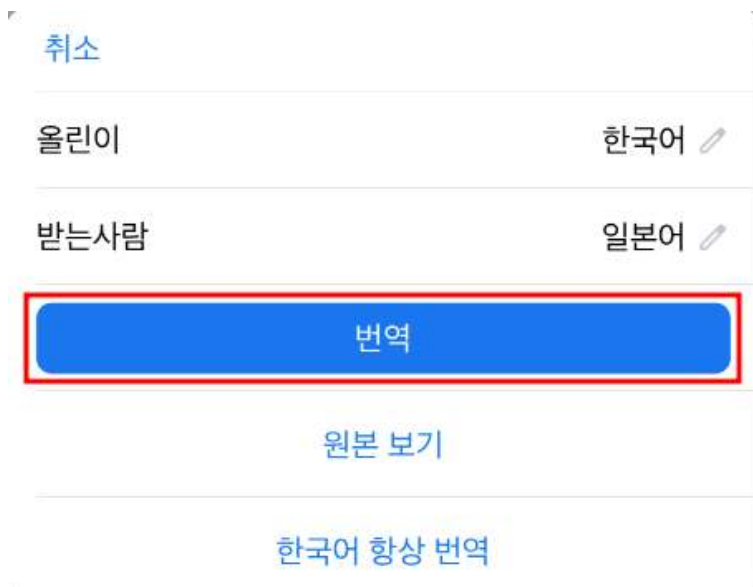 취소
올린이 한국어
받는사람 일본어
번역
원본 보기
한국어 항상 번역